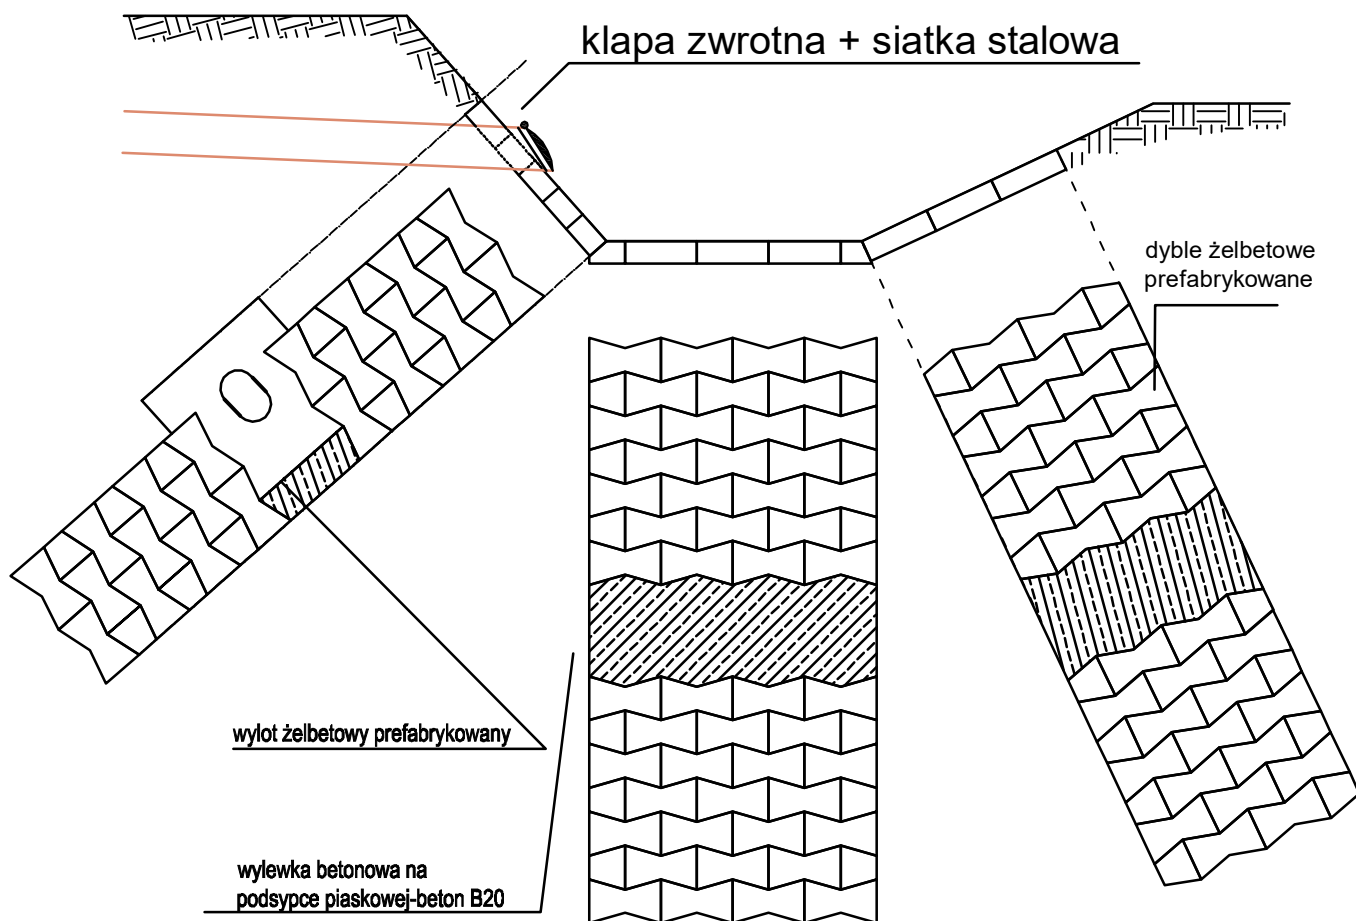 klapa zwrotna + siatka stalowa
dyble żelbetowe
prefabrykowane
wylot żelbetowy prefabrykowany
wylewka betonowa na
podsypce piaskowej-beton B20